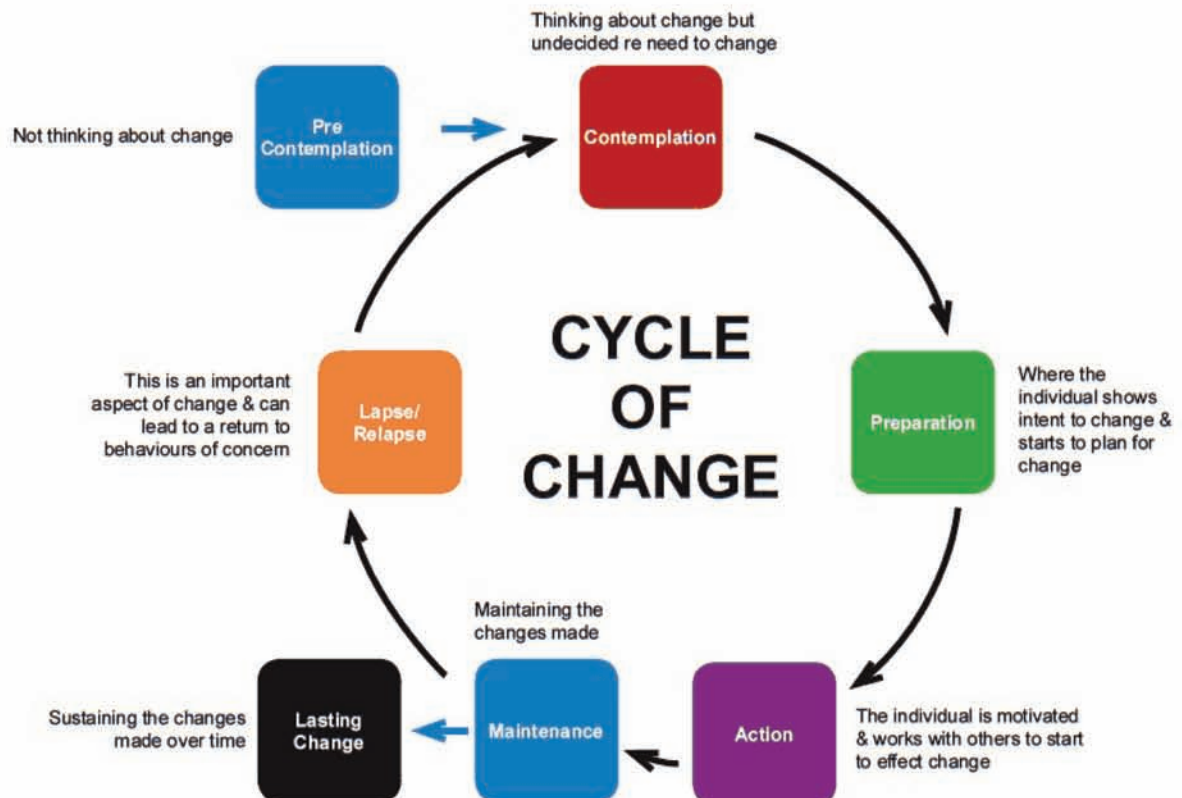 Thinking about change but
undecided re need to change
Not thinking about change
Pre
Contemplation
Contemplation
CYCLE
OF
CHANGE
Preparation
Where the
individual shows
intent to change &
starts to plan for
change
Action
The individual is motivated
& works with others to start
to effect change
Maintaining the
changes made
Maintenance
Lasting
Change
Sustaining the changes
made over time
Lapse/
Relapse
This is an important
aspect of change & can
lead to a return to
behaviours of concern